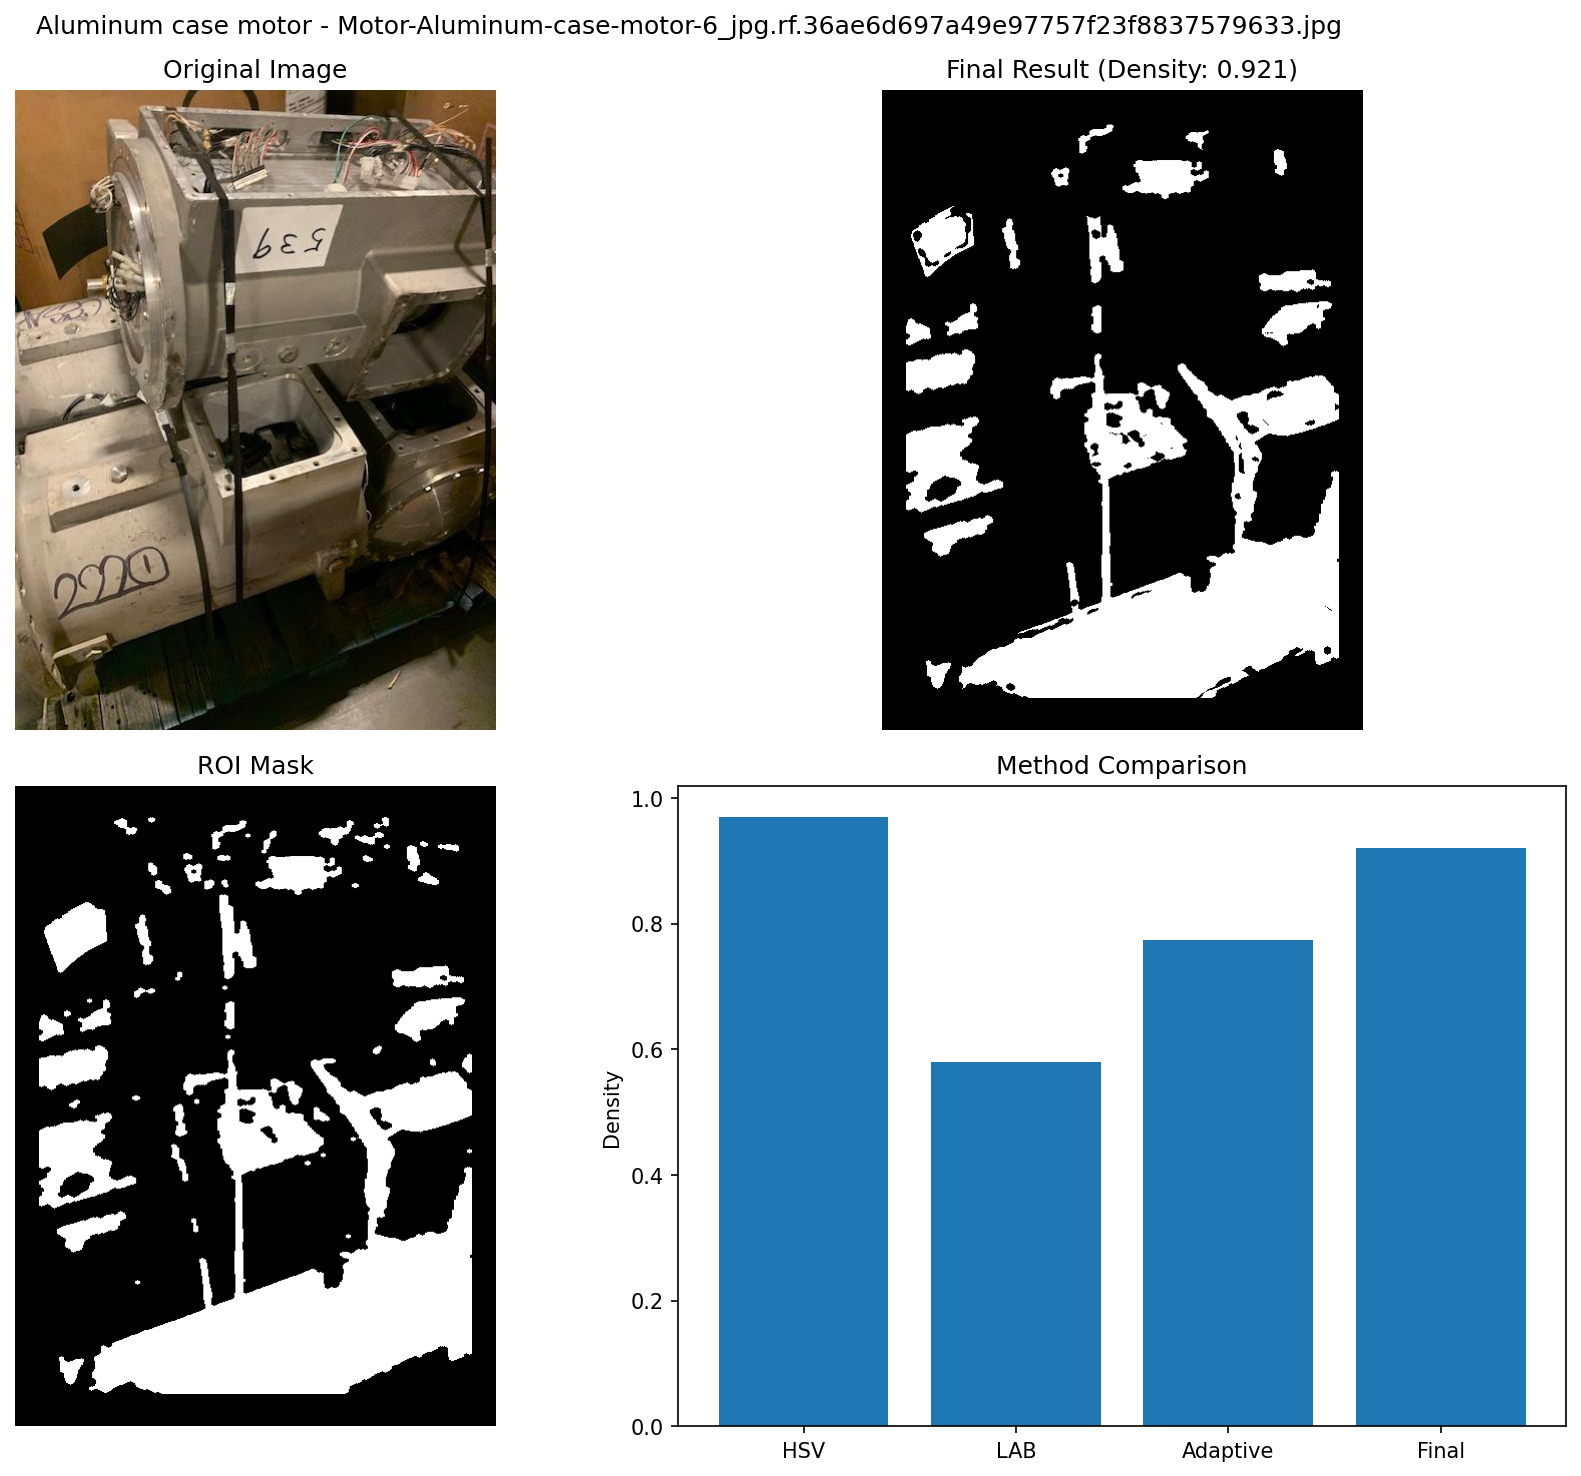 Aluminum case motor - Motor-Aluminum-case-motor-6_jpg.rf.36ae6d697a49e97757f23f8837579633.jpg
Original Image
539
2220
Final Result (Density: 0.921)
ROI Mask
Method Comparison
Density
1.0
0.8
0.6
0.4
0.2
0.0
HSV
LAB
Adaptive
Final